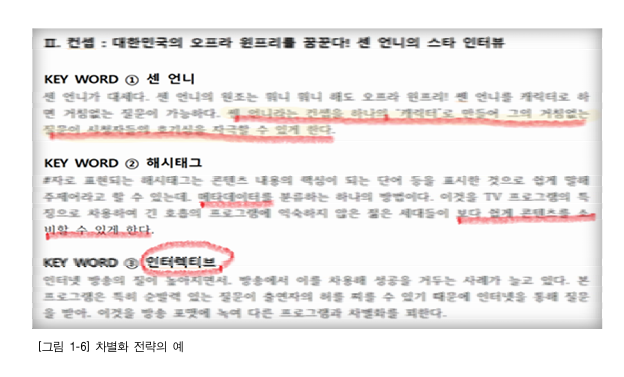 Ⅱ. 컨셉 : 대한민국의 오프라 윈프리를 꿈꾼다! 센 언니의 스타 인터뷰
KEY WORD ① 센 언니
센 언니가 대세다. 센 언니의 원조는 뭐니 뭐니 해도 오프라 윈프리! 쎈 언니를 캐릭터로 하
면 거침없는 질문이 가능하다. 센 언니라는 컨셉을 하나의 '캐릭터'로 만들어 그의 거침없는
질문이 시청자들의 호기심을 자극할 수 있게 한다.
KEY WORD ② 해시태그
#자로 표현되는 해시태그는 콘텐츠 내용의 핵심이 되는 단어 등을 표시한 것으로 쉽게 말해
주제어라고 할 수 있는데. 메타데이터를 분류하는 하나의 방법이다. 이것을 TV 프로그램의 특
징으로 차용하여 긴 호흡의 프로그램에 익숙하지 않은 젊은 세대들이 보다 쉽게 콘텐츠를 소
비할 수 있게 한다.
KEY WORD ③ 인터렉티브
인터넷 방송의 질이 높아지면서. 방송에서 이를 사용해 성공을 거두는 사례가 늘고 있다. 본
프로그램은 특히 순발력 있는 질문이 출연자의 허를 찌를 수 있기 때문에 인터넷을 통해 질문
을 받아. 이것을 방송 포맷에 녹여 다른 프로그램과 차별화를 꾀한다.
[그림 1-6] 차별화 전략의 예